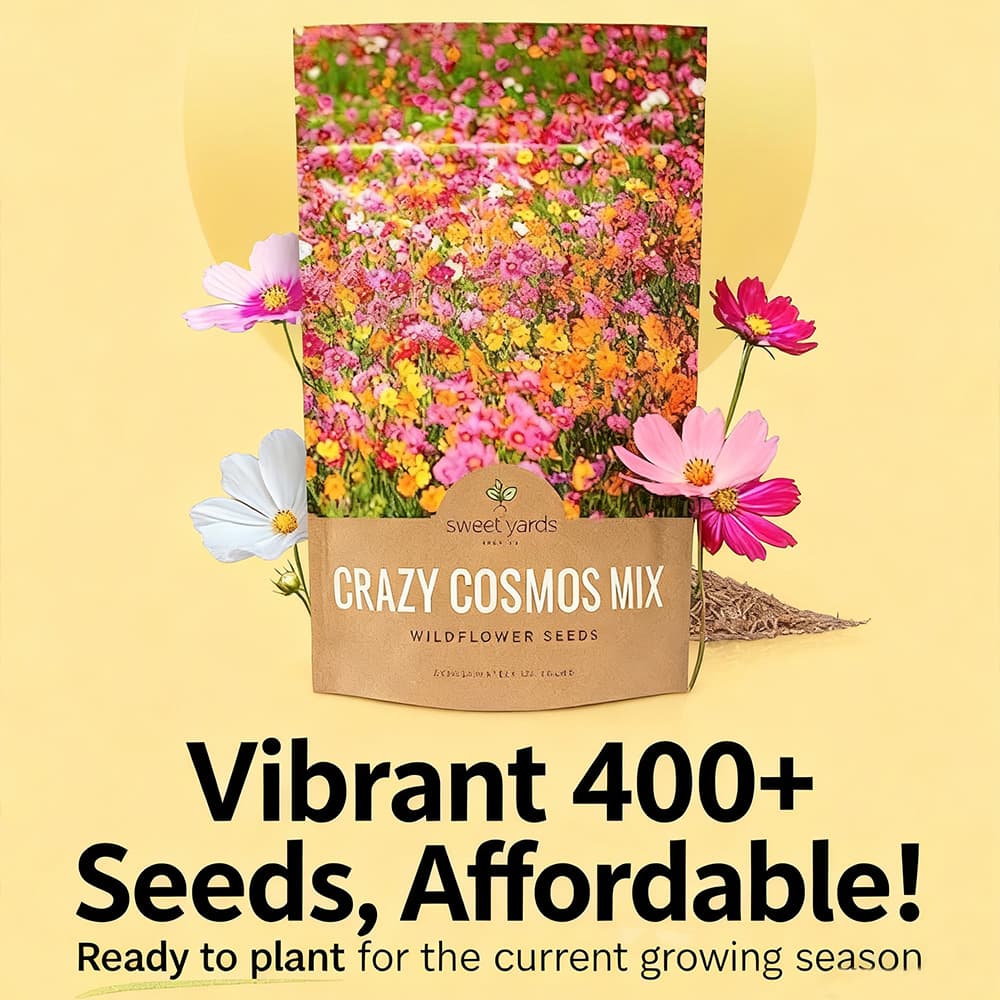 sweet yards
CRAZY COSMOS MIX
WILDFLOWER SEEDS
Vibrant 400+
Seeds, Affordable!
Ready to plant for the current growing season